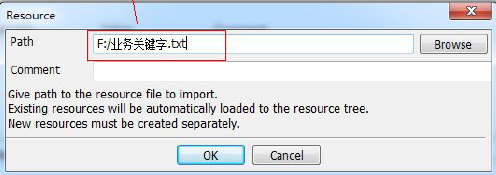 Resource
Path F:/业务关键字.txt Browse
Comment
Give path to the resource file to import.
Existing resources will be automatically loaded to the resource tree.
New resources must be created separately.
OK Cancel